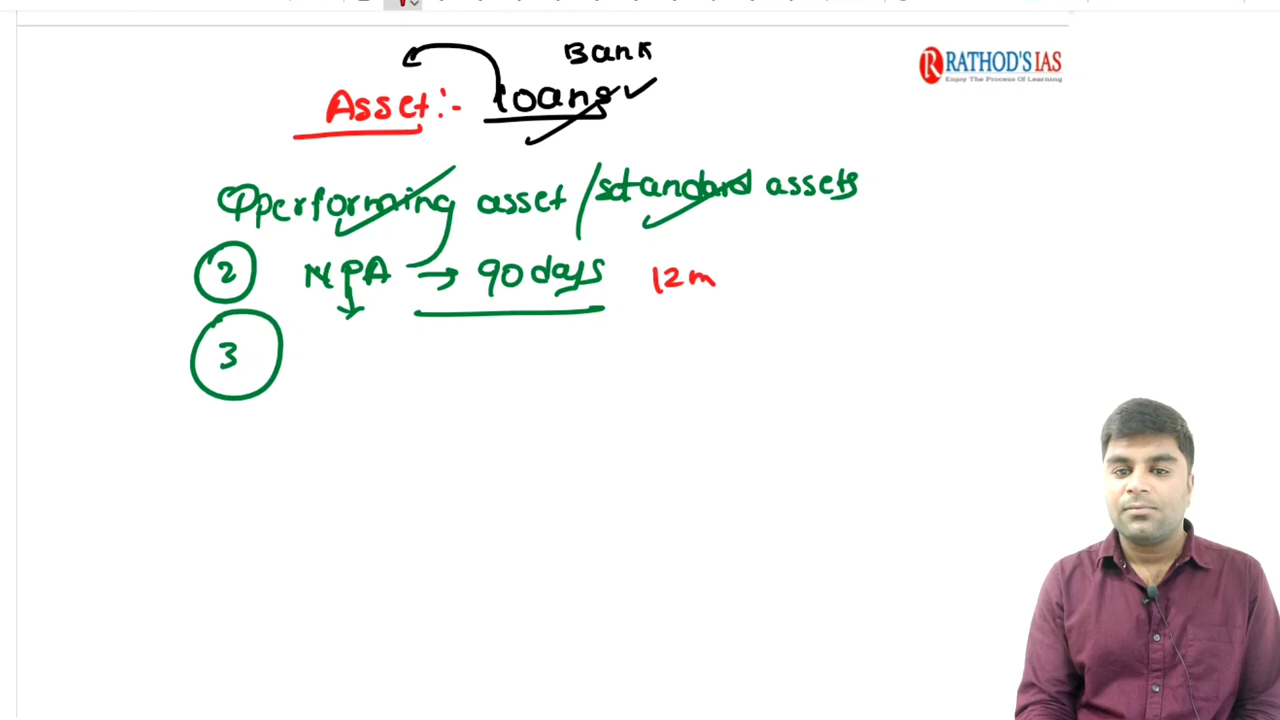 Bank
RATHOD'S IAS
Enjoy The Process Of Learning
Asset:- loans
① performing asset / standard assets
② NPA → 90 days 12m
③